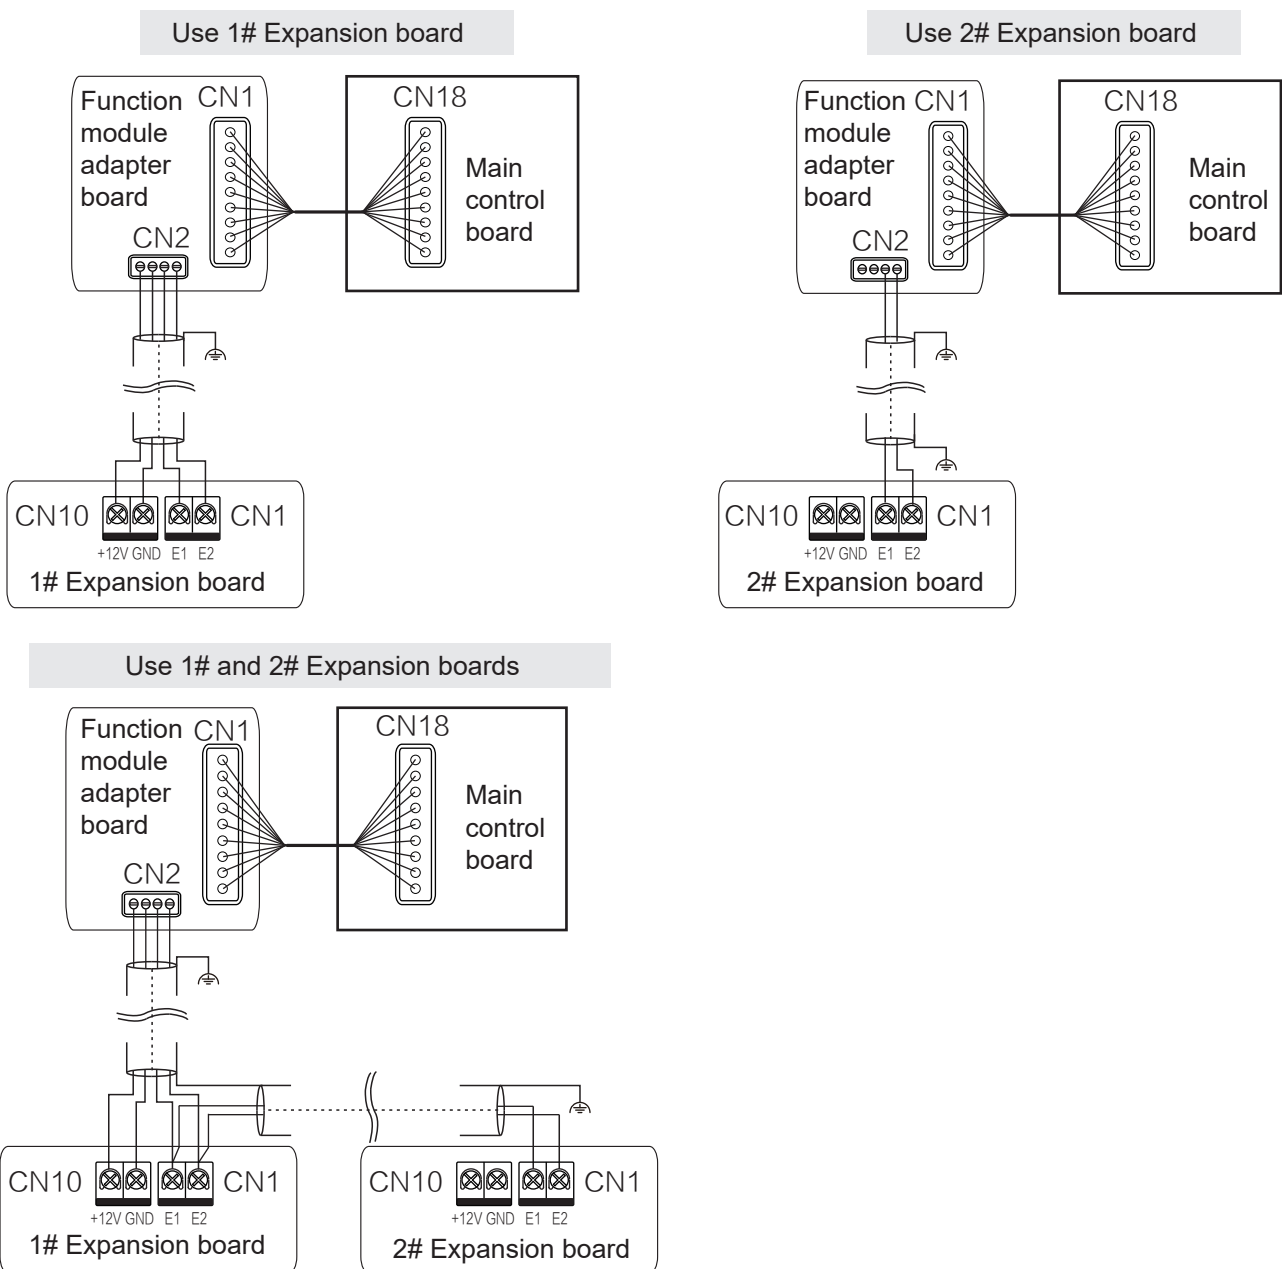 Use 1# Expansion board
Function
module
adapter
board
CN1
CN18
Main
control
board
CN2
CN10
CN1
+12V GND E1 E2
1# Expansion board
Use 2# Expansion board
Function
module
adapter
board
CN1
CN18
Main
control
board
CN2
CN10
CN1
+12V GND E1 E2
2# Expansion board
Use 1# and 2# Expansion boards
Function
module
adapter
board
CN1
CN18
Main
control
board
CN2
CN10
CN1
+12V GND E1 E2
1# Expansion board
CN10
CN1
+12V GND E1 E2
2# Expansion board